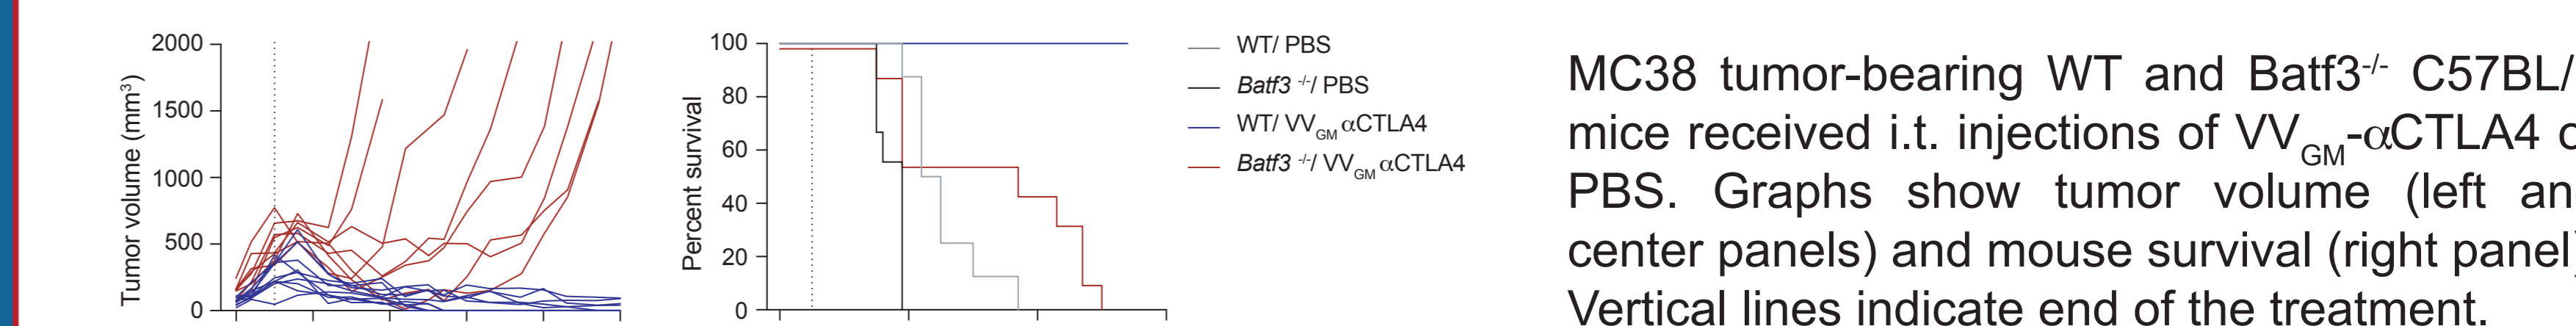 2000
1500
1000
500
0
Tumor volume (mm³)
100
80
60
40
20
0
Percent survival
WT/ PBS
Batf3 -/-/ PBS
WT/ VVGM αCTLA4
Batf3 -/-/ VVGM αCTLA4
MC38 tumor-bearing WT and Batf3-/- C57BL/
mice received i.t. injections of VVGM-αCTLA4
PBS. Graphs show tumor volume (left an
center panels) and mouse survival (right panel)
Vertical lines indicate end of the treatment.